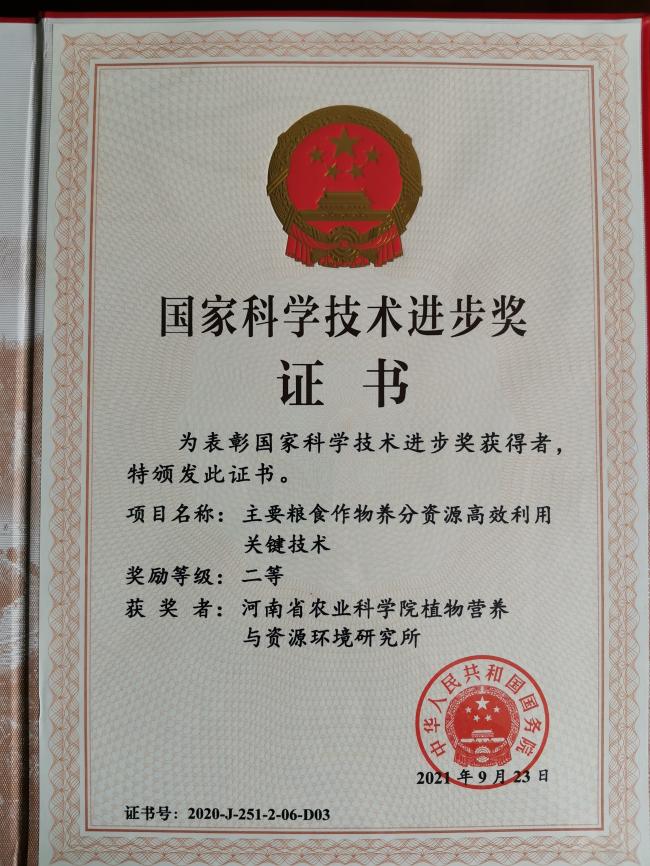 国家科学技术进步奖
证书
为表彰国家科学技术进步奖获得者，
特颁发此证书。
项目名称：主要粮食作物养分资源高效利用
关键技术
奖励等级：二等
获奖者：河南省农业科学院植物营养
与资源环境研究所
中华人民共和国国务院
2021年9月23日
证书号：2020-J-251-2-06-D03